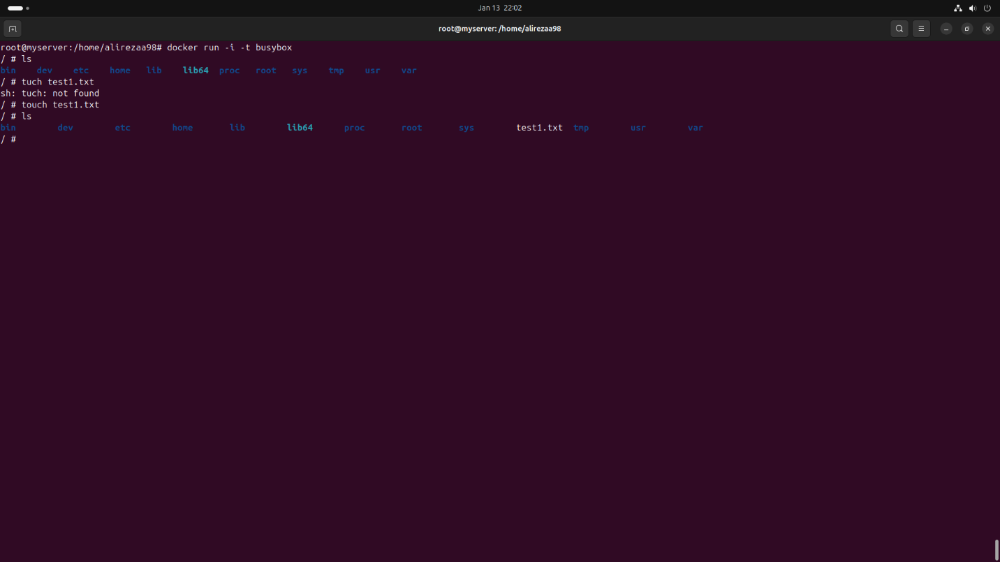 Jan 13 22:02
root@myserver: /home/alirezaa98
root@myserver:/home/alirezaa98# docker run -i -t busybox
/ # ls
bin dev etc home lib lib64 proc root sys tmp usr var
/ # tuch test1.txt
sh: tuch: not found
/ # touch test1.txt
/ # ls
bin dev etc home lib lib64 proc root sys test1.txt tmp usr var
/ #